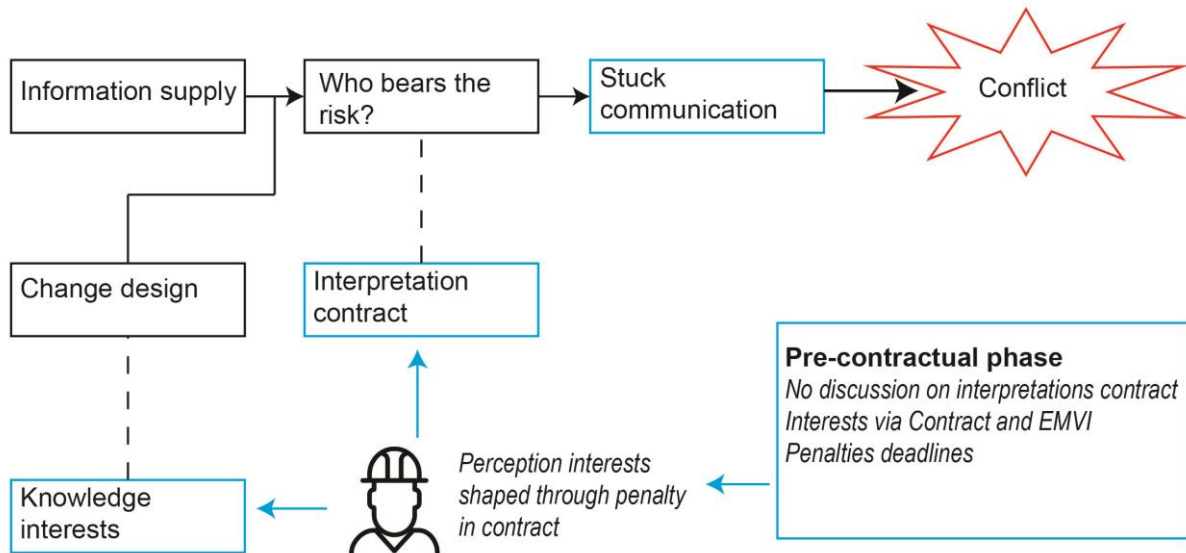 Information supply
Who bears the
risk?
Stuck
communication
Conflict
Change design
Interpretation
contract
Pre-contractual phase
No discussion on interpretations contract
Interests via Contract and EMVI
Penalties deadlines
Perception interests
shaped through penalty
in contract
Knowledge
interests